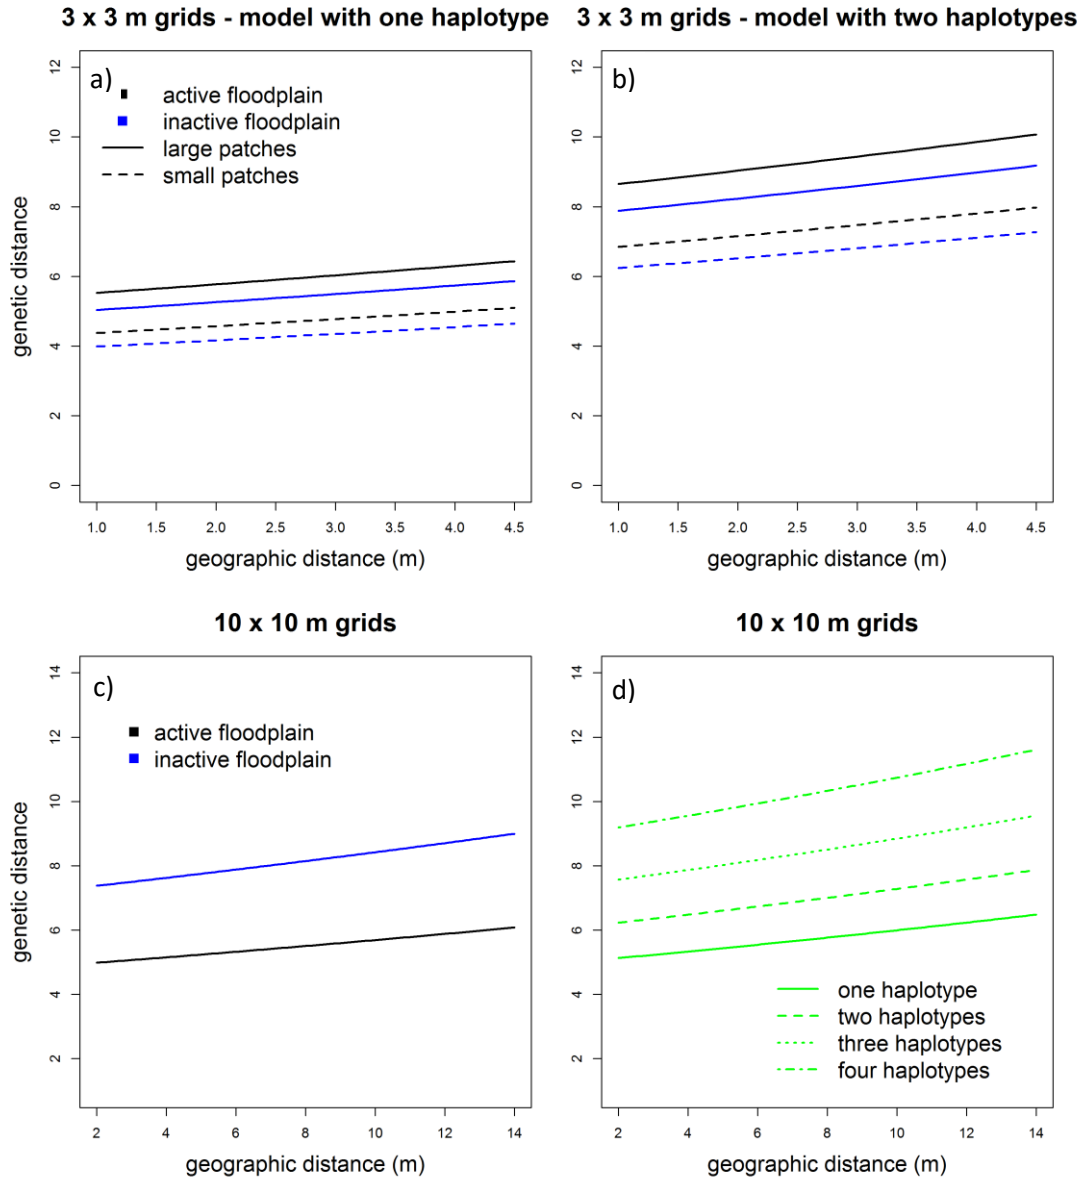 3 x 3 m grids - model with one haplotype
a)
active floodplain
inactive floodplain
large patches
small patches
genetic distance
0 2 4 6 8 10 12
1.0 1.5 2.0 2.5 3.0 3.5 4.0 4.5
geographic distance (m)
3 x 3 m grids - model with two haplotypes
b)
0 2 4 6 8 10 12
1.0 1.5 2.0 2.5 3.0 3.5 4.0 4.5
geographic distance (m)
10 x 10 m grids
c)
active floodplain
inactive floodplain
genetic distance
2 4 6 8 10 12 14
2 4 6 8 10 12 14
geographic distance (m)
10 x 10 m grids
d)
one haplotype
two haplotypes
three haplotypes
four haplotypes
2 4 6 8 10 12 14
2 4 6 8 10 12 14
geographic distance (m)